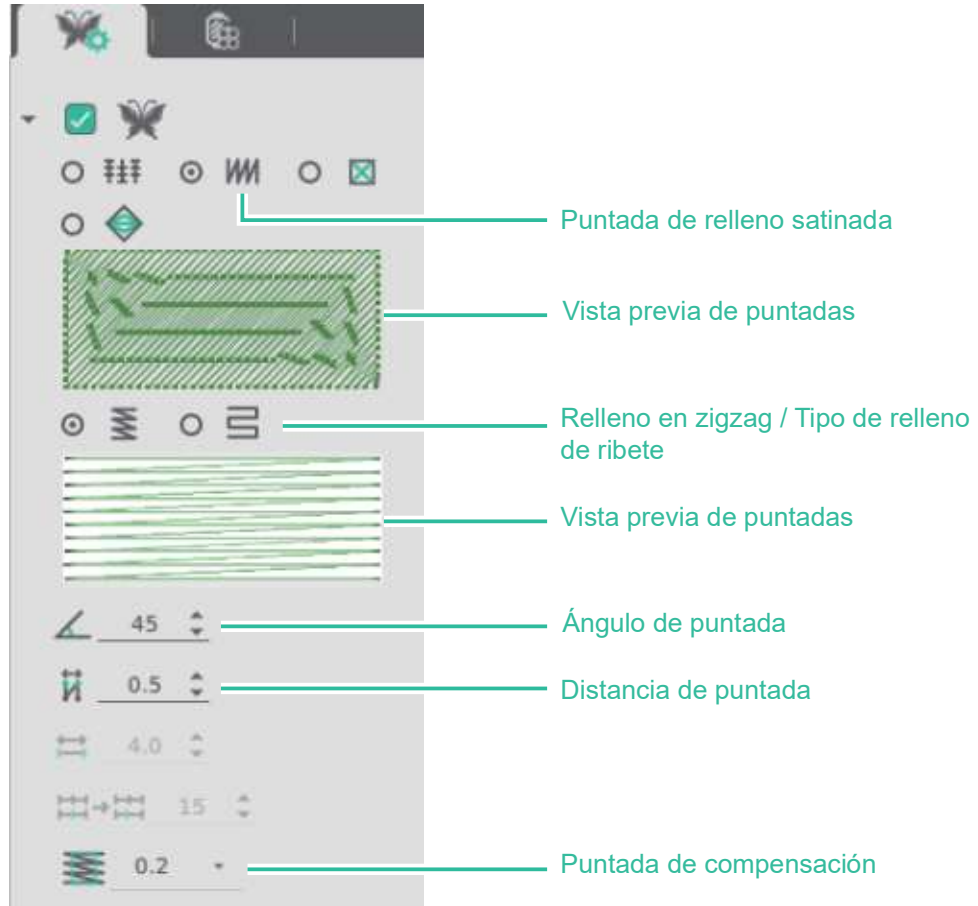 Puntada de relleno satinada
Vista previa de puntadas
Relleno en zigzag / Tipo de relleno
de ribete
Vista previa de puntadas
45
Ángulo de puntada
0.5
Distancia de puntada
4.0
15
0.2
Puntada de compensación